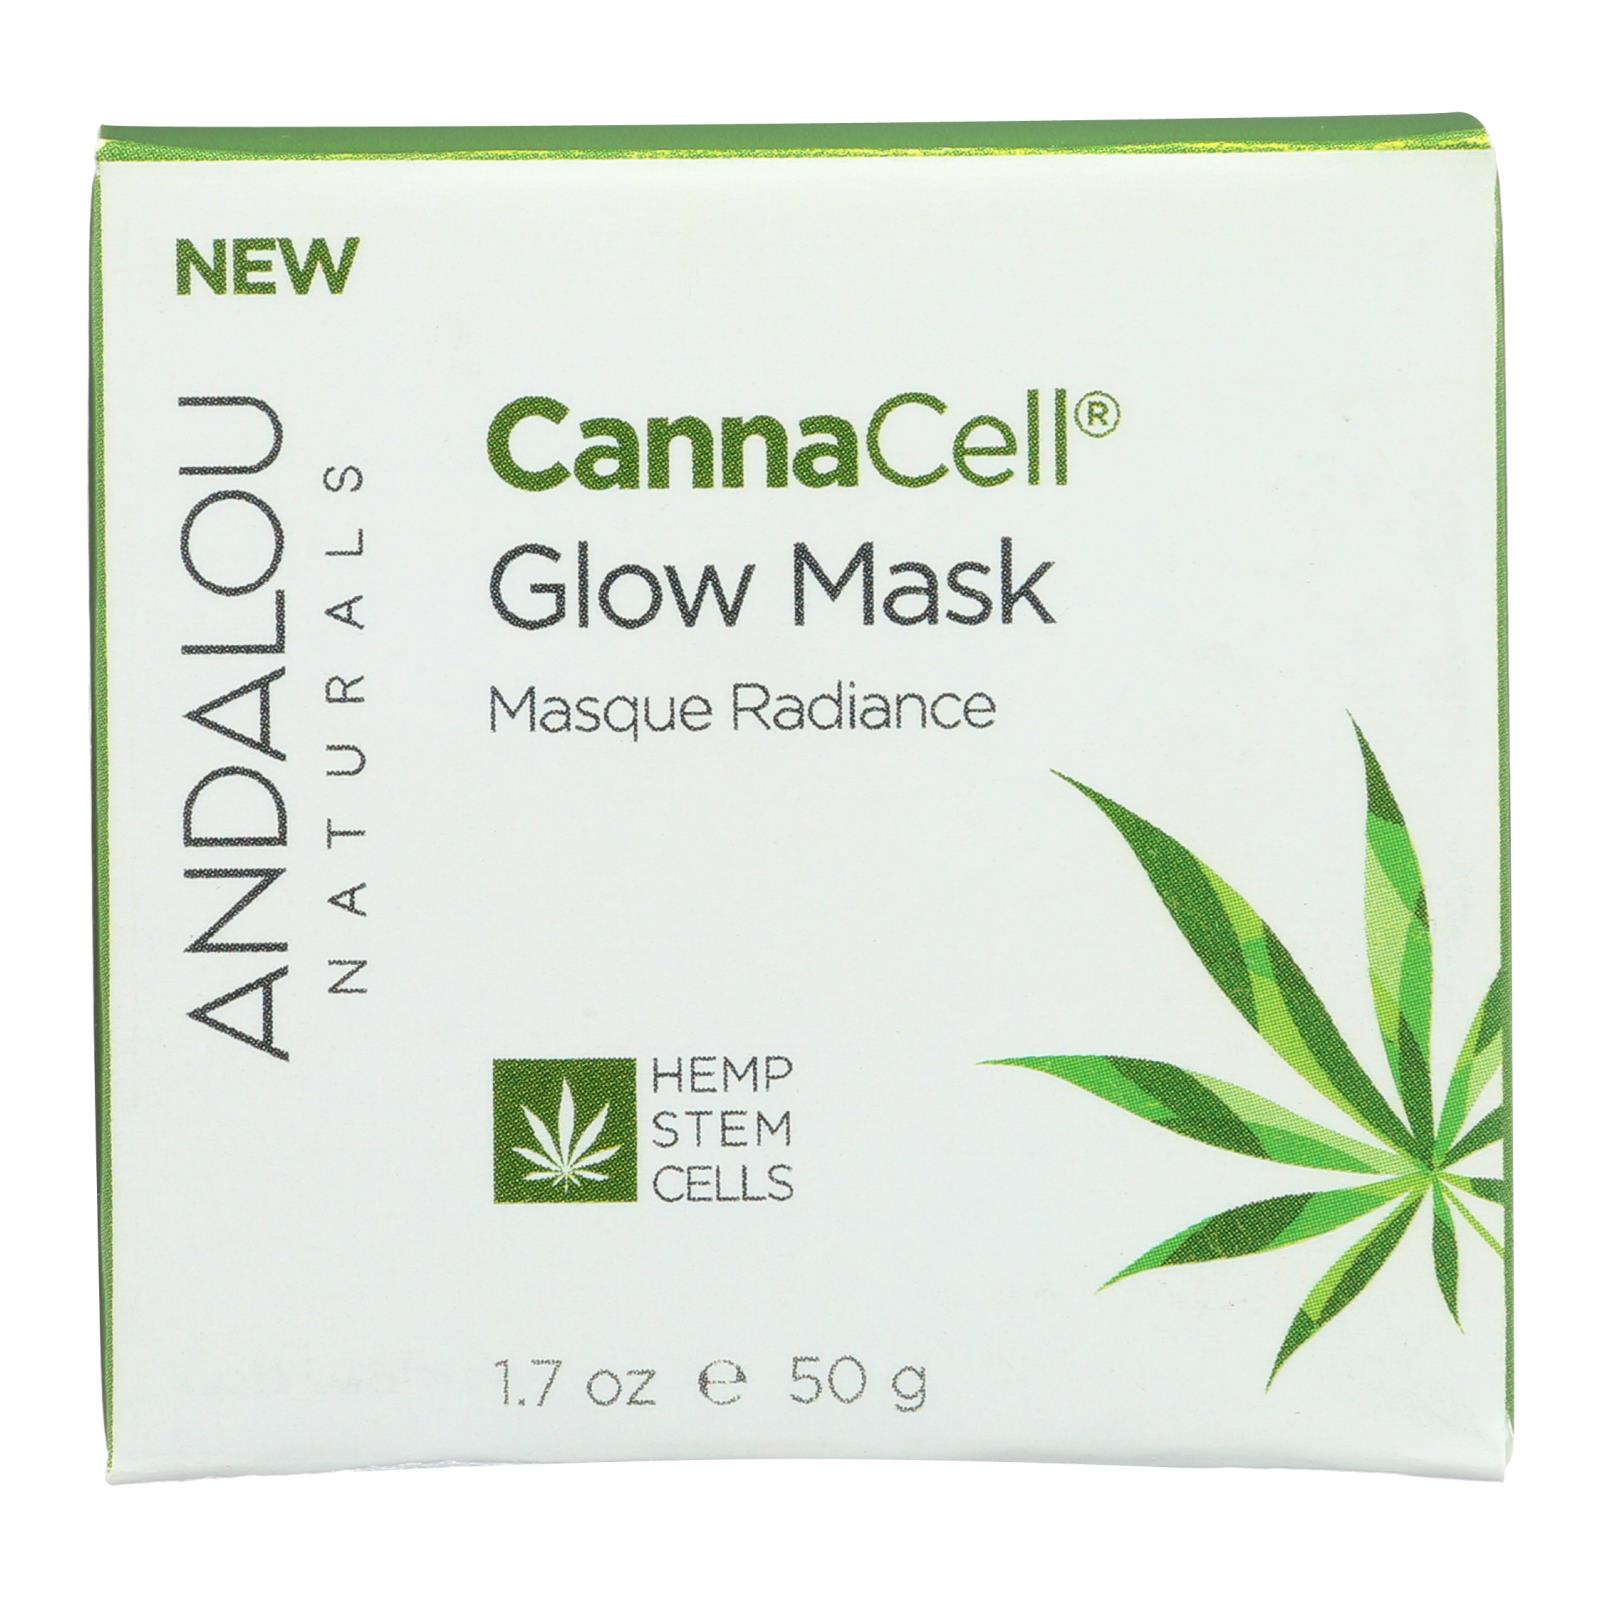 NEW
ANDALOU
NATURALS
CannaCell®
Glow Mask
Masque Radiance
HEMP
STEM
CELLS
1.7 oz ℮ 50 g